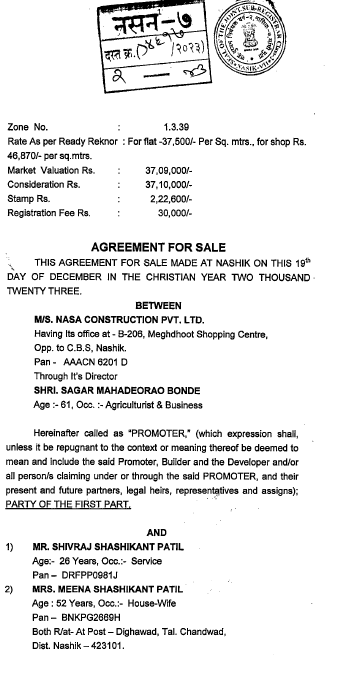 नसन-७
दस्त क्र. ( /२०२३)
२ — ८३
Zone No. : 1.3.39
Rate As per Ready Reknor : For flat -37,500/- Per Sq. mtrs., for shop Rs.
46,870/- per sq.mtrs.
Market Valuation Rs. : 37,09,000/-
Consideration Rs. : 37,10,000/-
Stamp Rs. : 2,22,600/-
Registration Fee Rs. : 30,000/-
AGREEMENT FOR SALE
THIS AGREEMENT FOR SALE MADE AT NASHIK ON THIS 19th
DAY OF DECEMBER IN THE CHRISTIAN YEAR TWO THOUSAND
TWENTY THREE.
BETWEEN
M/S. NASA CONSTRUCTION PVT. LTD.
Having Its office at - B-206, Meghdhoot Shopping Centre,
Opp. to C.B.S, Nashik.
Pan - AAACN 6201 D
Through It's Director
SHRI. SAGAR MAHADEORAO BONDE
Age :- 61, Occ. :- Agricultist & Business
Hereinafter called as "PROMOTER," (which expression shall,
unless it be repugnant to the context or meaning thereof be deemed to
mean and include the said Promoter, Builder and the Developer and/or
all person/s claiming under or through the said PROMOTER, and their
present and future partners, legal heirs, representatives and assigns);
PARTY OF THE FIRST PART.
AND
1) MR. SHIVRAJ SHASHIKANT PATIL
Age:- 26 Years, Occ.:- Service
Pan – DRFPP0981J
2) MRS. MEENA SHASHIKANT PATIL
Age : 52 Years, Occ.:- House-Wife
Pan – BNKPG2669H
Both R/at- At Post – Dighawad, Tal. Chandwad,
Dist. Nashik – 423101.